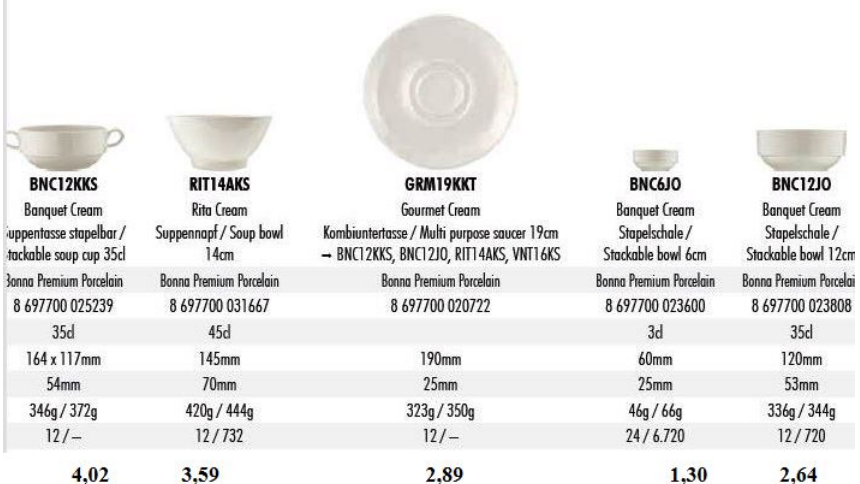 BNC12KKS RIT14AKS GRM19KKT BNC6JO BNC12JO
Banquet Cream Rita Cream Gourmet Cream Banquet Cream Banquet Cream
stapelbar / Suppennapf / Soup bowl Kombiuntertasse / Multi purpose saucer 19cm Stapelschale / Stapelschale /
soup cup 35cl 14cm → BNC12KKS, BNC12JO, RIT14AKS, VNT16KS Stackable bowl 6cm Stackable bowl 12cm
Bonna Premium Porcelain Bonna Premium Porcelain Bonna Premium Porcelain Bonna Premium Porcelain Bonna Premium
8 697700 025239 8 697700 031667 8 697700 020722 8 697700 023600 8 697700 023808
35cl 45cl 3cl 35cl
164 x 117mm 145mm 190mm 60mm 120mm
54mm 70mm 25mm 25mm 53mm
346g / 372g 420g / 444g 323g / 350g 46g / 66g 336g / 344g
12 / – 12 / 732 12 / – 24 / 6.720 12 / 720
4,02 3,59 2,89 1,30 2,64